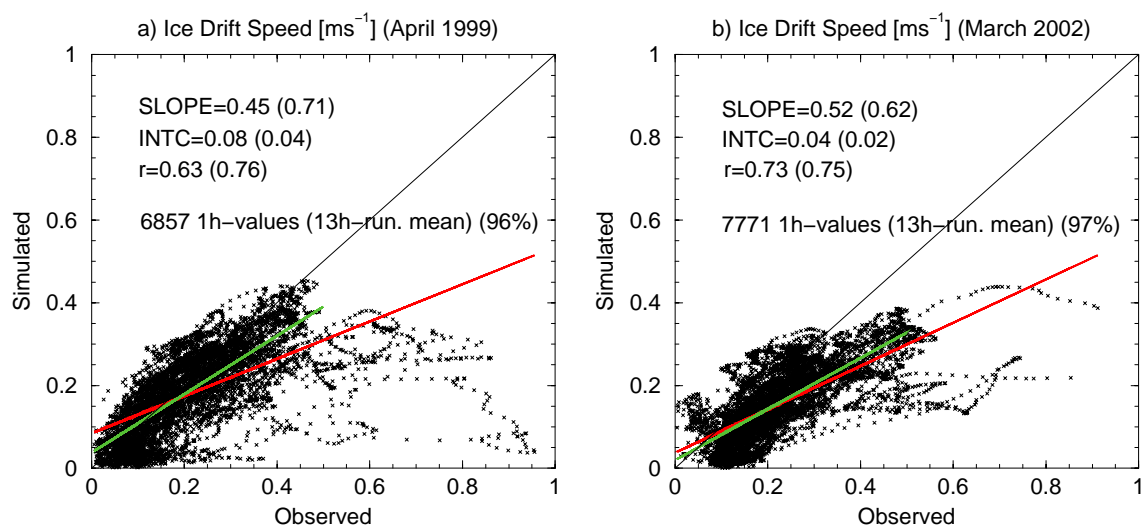 a) Ice Drift Speed [ms⁻¹] (April 1999)
1
0.8
0.6
0.4
0.2
0
Simulated
SLOPE=0.45 (0.71)
INTC=0.08 (0.04)
r=0.63 (0.76)
6857 1h−values (13h−run. mean) (96%)
0 0.2 0.4 0.6 0.8 1
Observed
b) Ice Drift Speed [ms⁻¹] (March 2002)
1
0.8
0.6
0.4
0.2
0
Simulated
SLOPE=0.52 (0.62)
INTC=0.04 (0.02)
r=0.73 (0.75)
7771 1h−values (13h−run. mean) (97%)
0 0.2 0.4 0.6 0.8 1
Observed